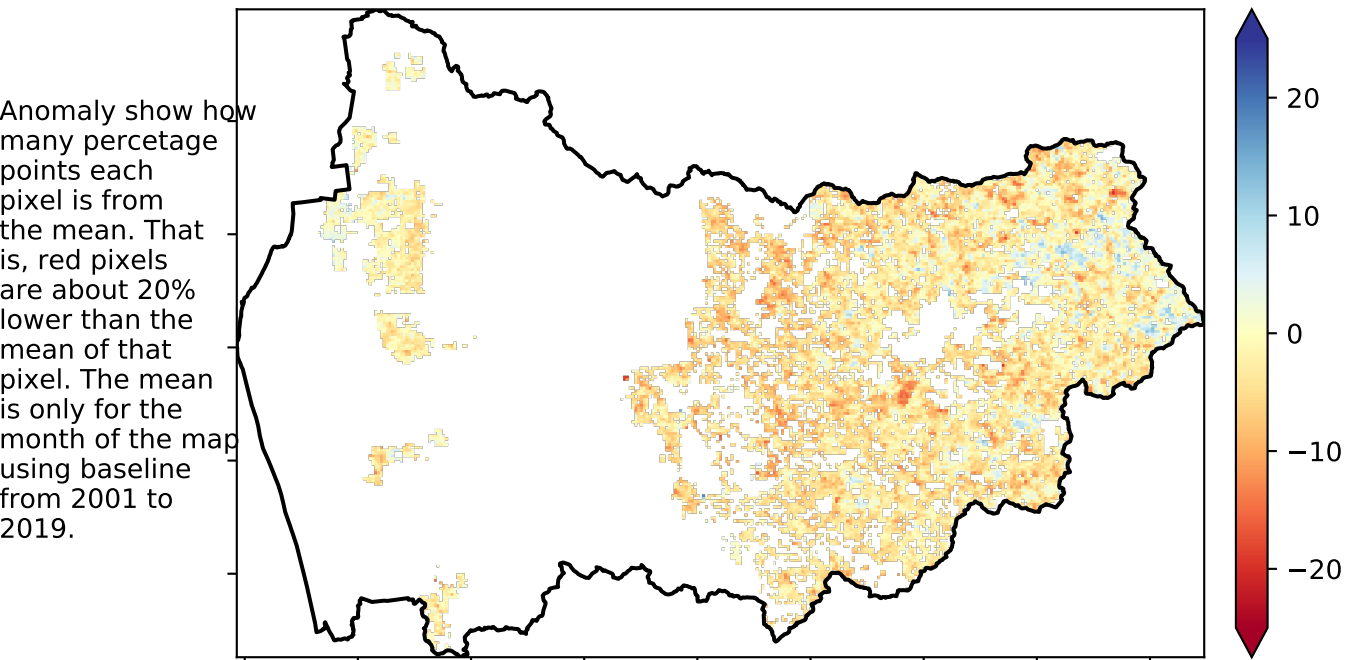 Anomaly show how
many percetage
points each
pixel is from
the mean. That
is, red pixels
are about 20%
lower than the
mean of that
pixel. The mean
is only for the
month of the map
using baseline
from 2001 to
2019.
20
10
0
−10
−20